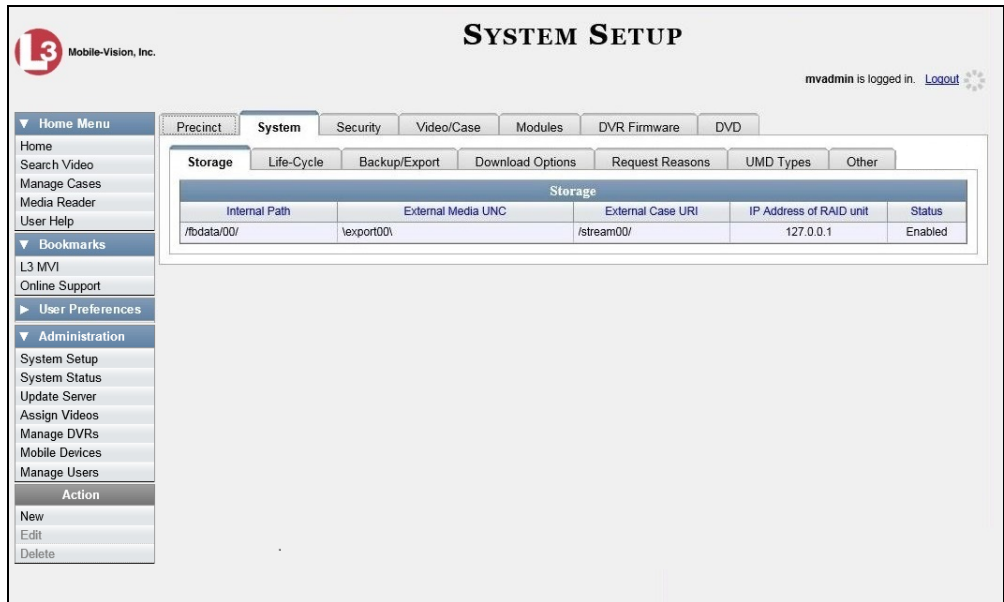 L3 Mobile-Vision, Inc.
SYSTEM SETUP
mvadmin is logged in. Logout
▼ Home Menu
Home
Search Video
Manage Cases
Media Reader
User Help
▼ Bookmarks
L3 MVI
Online Support
▶ User Preferences
▼ Administration
System Setup
System Status
Update Server
Assign Videos
Manage DVRs
Mobile Devices
Manage Users
Action
New
Edit
Delete
Precinct System Security Video/Case Modules DVR Firmware DVD
Storage Life-Cycle Backup/Export Download Options Request Reasons UMD Types Other
Storage
Internal Path External Media UNC External Case URI IP Address of RAID unit Status
/fbdata/00/ \export00\ /stream00/ 127.0.0.1 Enabled